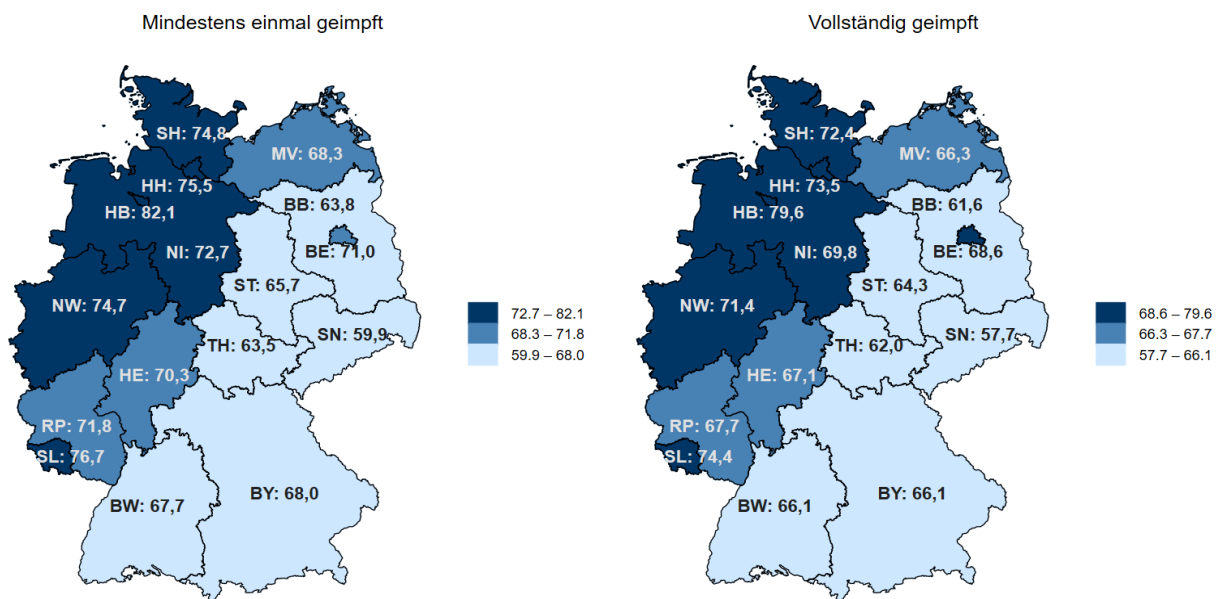 Mindestens einmal geimpft
SH: 74,8
MV: 68,3
HH: 75,5
BB: 63,8
HB: 82,1
NI: 72,7
BE: 71,0
ST: 65,7
NW: 74,7
SN: 59,9
TH: 63,5
HE: 70,3
RP: 71,8
SL: 76,7
BW: 67,7
BY: 68,0
72.7 – 82.1
68.3 – 71.8
59.9 – 68.0
Vollständig geimpft
SH: 72,4
MV: 66,3
HH: 73,5
BB: 61,6
HB: 79,6
NI: 69,8
BE: 68,6
ST: 64,3
NW: 71,4
SN: 57,7
TH: 62,0
HE: 67,1
RP: 67,7
SL: 74,4
BW: 66,1
BY: 66,1
68.6 – 79.6
66.3 – 67.7
57.7 – 66.1